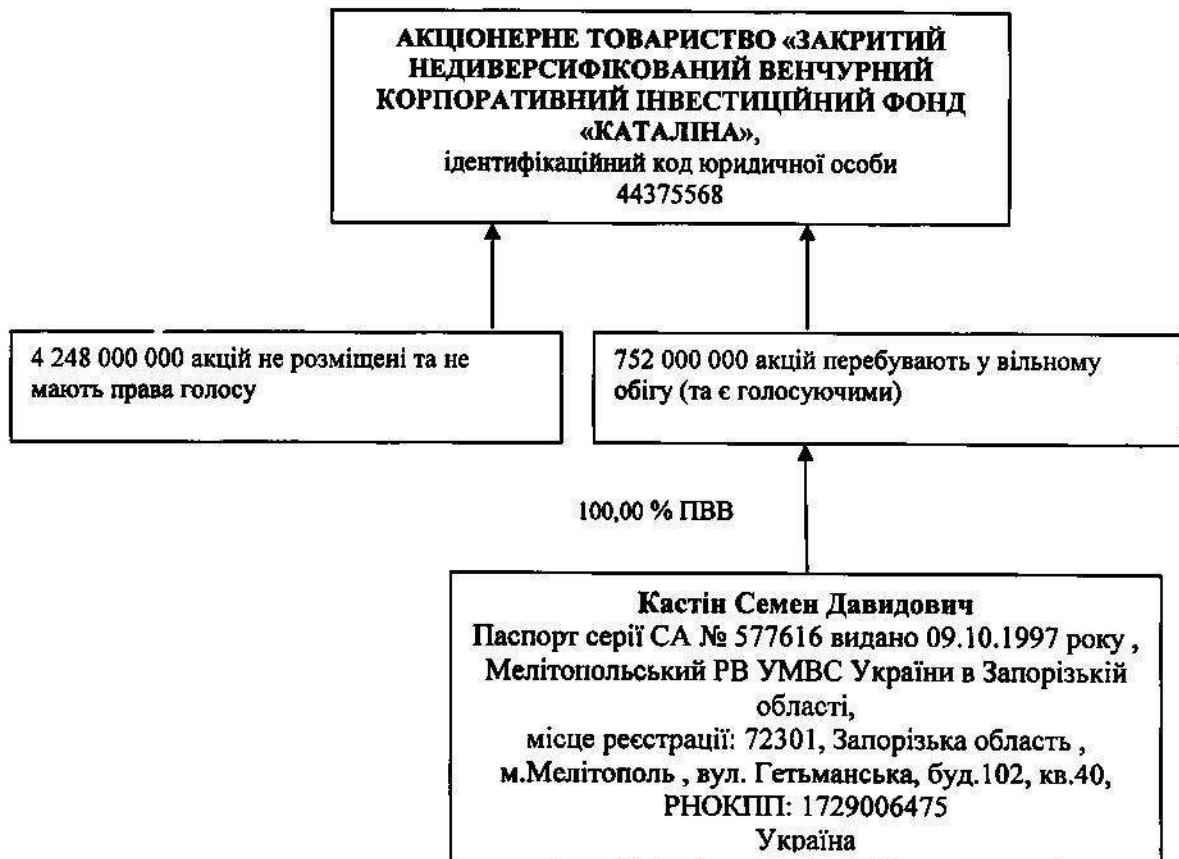 АКЦІОНЕРНЕ ТОВАРИСТВО «ЗАКРИТИЙ
НЕДИВЕРСИФІКОВАНИЙ ВЕНЧУРНИЙ
КОРПОРАТИВНИЙ ІНВЕСТИЦІЙНИЙ ФОНД
«КАТАЛІНА»,
ідентифікаційний код юридичної особи
44375568
4 248 000 000 акцій не розміщені та не
мають права голосу
752 000 000 акцій перебувають у вільному
обігу (та є голосуючими)
100,00 % ПВВ
Кастін Семен Давидович
Паспорт серії СА № 577616 видано 09.10.1997 року ,
Мелітопольський РВ УМВС України в Запорізькій
області,
місце реєстрації: 72301, Запорізька область ,
м.Мелітополь , вул. Гетьманська, буд.102, кв.40,
РНОКПП: 1729006475
Україна